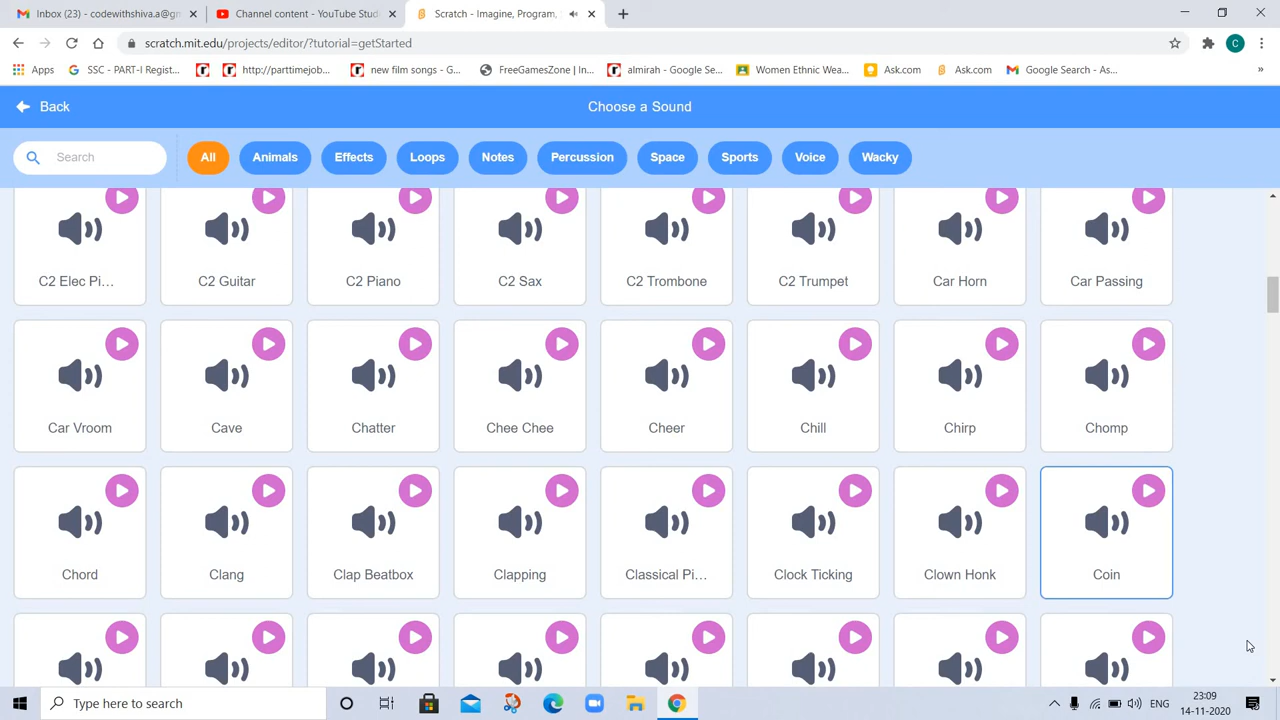 Inbox (23) - codewithshiva.a@gm
Channel content - YouTube Stud
Scratch - Imagine, Program,
scratch.mit.edu/projects/editor/?tutorial=getStarted
C
Apps
SSC - PART-I Regist...
http://parttimejob...
new film songs - G...
FreeGamesZone | In...
almirah - Google Se...
Women Ethnic Wea...
Ask.com
Ask.com
Google Search - As...
»
Back
Choose a Sound
Search
All
Animals
Effects
Loops
Notes
Percussion
Space
Sports
Voice
Wacky
C2 Elec Pi...
C2 Guitar
C2 Piano
C2 Sax
C2 Trombone
C2 Trumpet
Car Horn
Car Passing
Car Vroom
Cave
Chatter
Chee Chee
Cheer
Chill
Chirp
Chomp
Chord
Clang
Clap Beatbox
Clapping
Classical Pi...
Clock Ticking
Clown Honk
Coin
Type here to search
ENG
23:09
14-11-2020